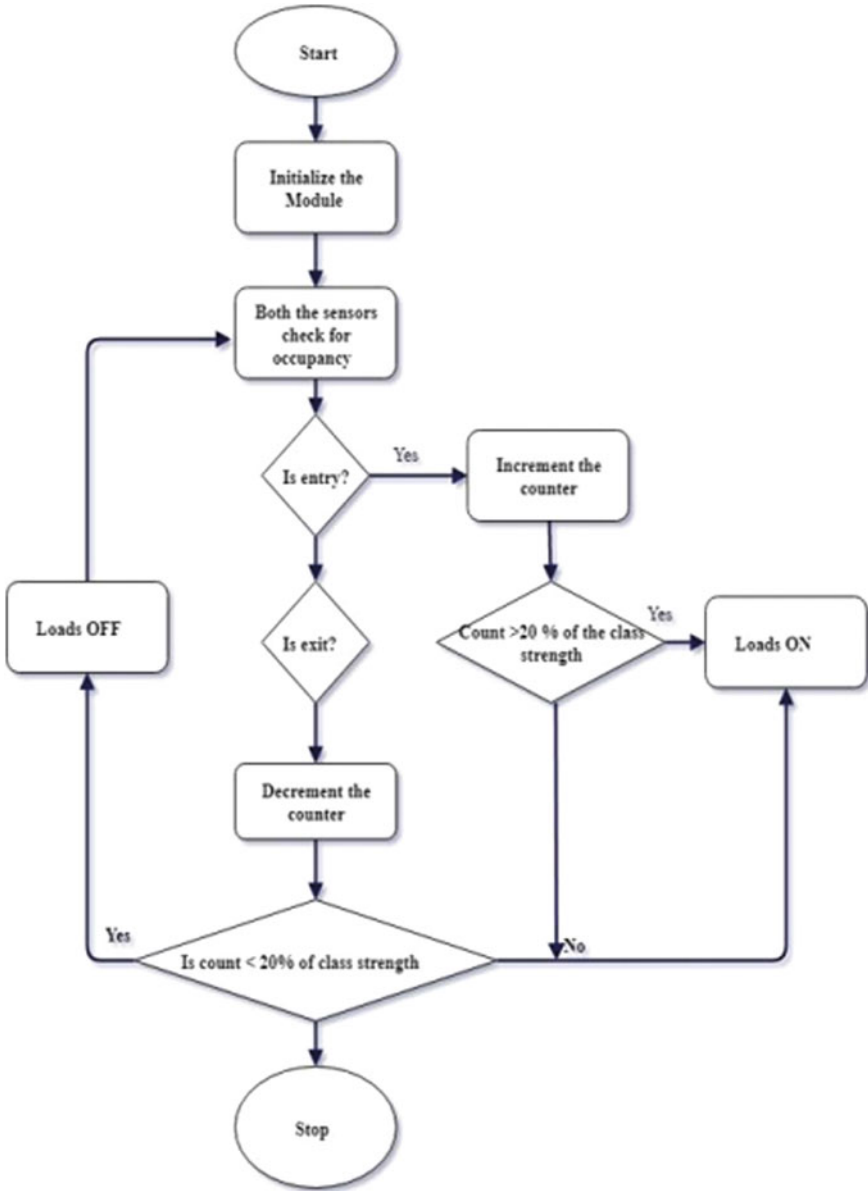 Start
Initialize the
Module
Both the sensors
check for
occupancy
Is entry?
Yes
Increment the
counter
Loads OFF
Is exit?
Count >20 % of the class
strength
Yes
Loads ON
Decrement the
counter
Yes
Is count < 20% of class strength
No
Stop